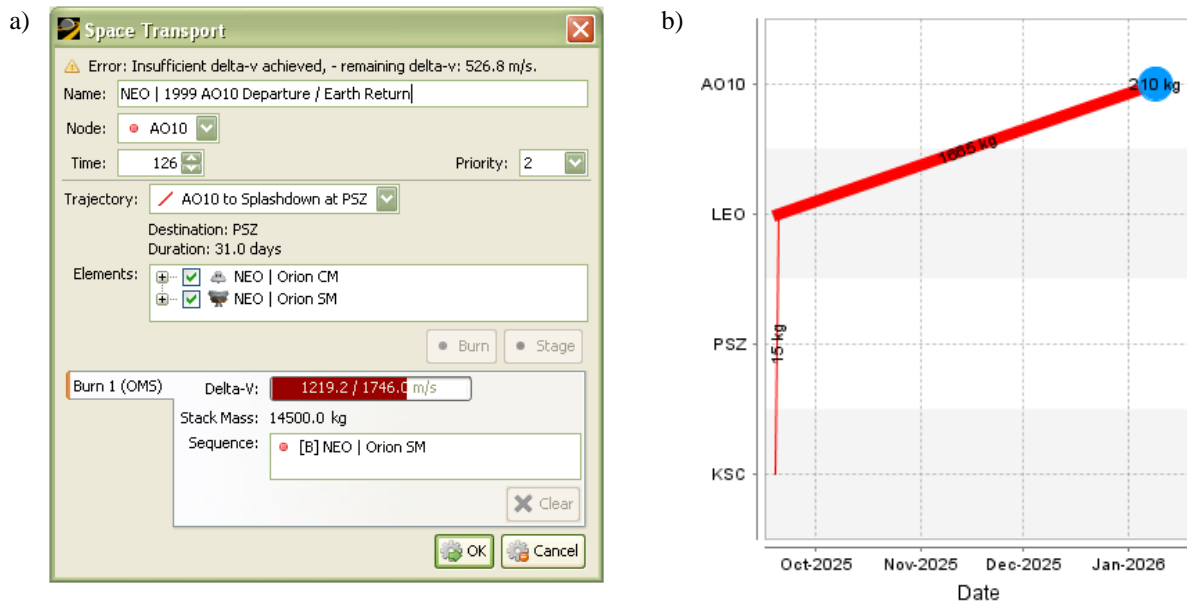 a)
Space Transport
Error: Insufficient delta-v achieved, - remaining delta-v: 526.8 m/s.
Name: NEO | 1999 AO10 Departure / Earth Return
Node: AO10
Time: 126 Priority: 2
Trajectory: AO10 to Splashdown at PSZ
Destination: PSZ
Duration: 31.0 days
Elements: NEO | Orion CM
NEO | Orion SM
Burn Stage
Burn 1 (OMS) Delta-V: 1219.2 / 1746.0 m/s
Stack Mass: 14500.0 kg
Sequence: [B] NEO | Orion SM
Clear
OK Cancel
b)
AO10
210 kg
1665 kg
LEO
PSZ
15 kg
KSC
Oct-2025 Nov-2025 Dec-2025 Jan-2026
Date